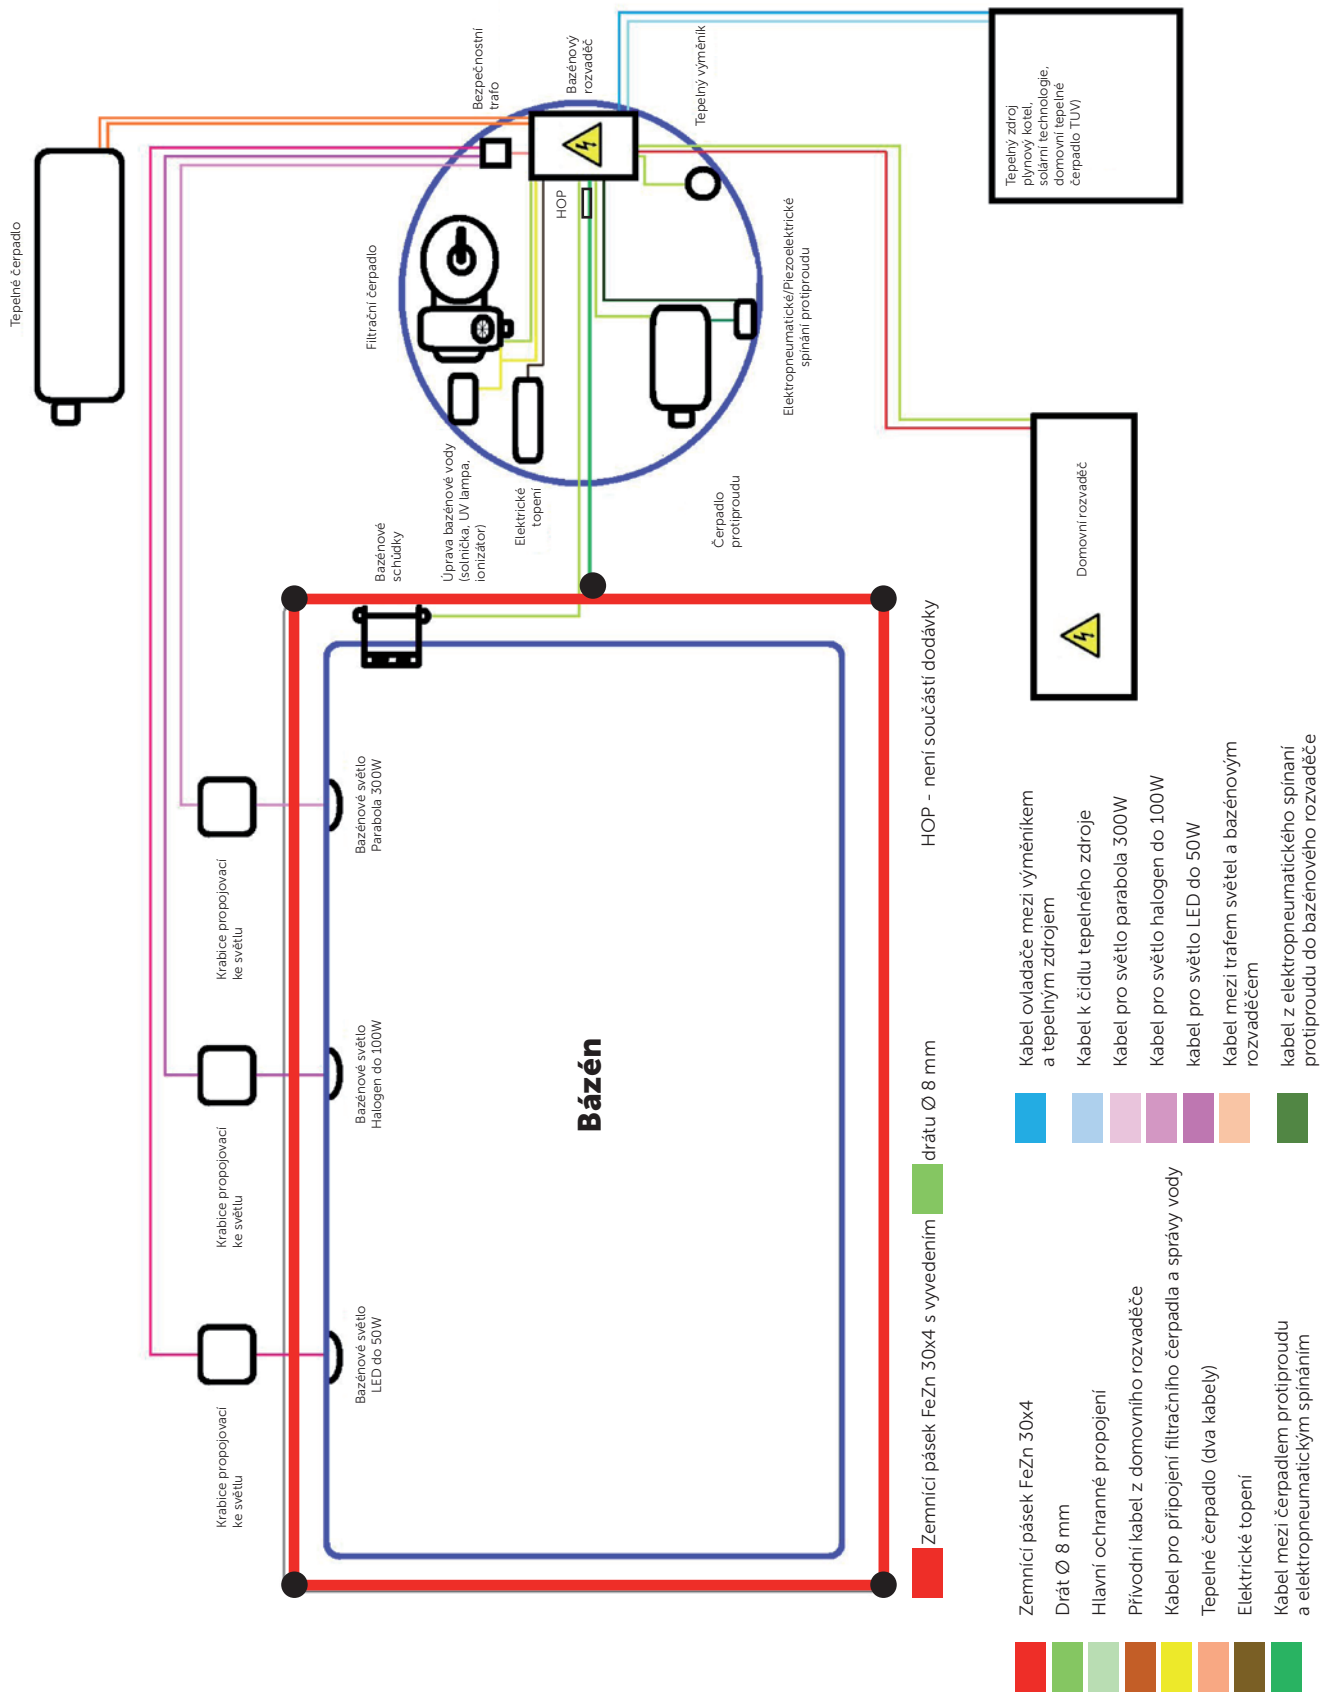 Tepelné čerpadlo
Bezpečnostní
trafo
Bazénový
rozvaděč
Tepelný výměník
Tepelný zdroj
plynový kotel,
solární technologie,
domovní tepelné
čerpadlo TUV)
Filtrační čerpadlo
HOP
Elektropneumatické/Piezoelektrické
spínání protiproudu
Bazénové
schůdky
Úprava bazénové vody
(solnička, UV lampa,
ionizátor)
Elektrické
topení
Čerpadlo
protiproudu
Domovní rozvaděč
Krabice propojovací
ke světlu
Krabice propojovací
ke světlu
Krabice propojovací
ke světlu
Bazénové světlo
LED do 50W
Bazénové světlo
Halogen do 100W
Bazénové světlo
Parabola 300W
Bázén
Zemnící pásek FeZn 30x4 s vyvedením
drátu Ø 8 mm
HOP - není součástí dodávky
Zemnící pásek FeZn 30x4
Drát Ø 8 mm
Hlavní ochranné propojení
Přívodní kabel z domovního rozvaděče
Kabel pro připojení filtračního čerpadla a správy vody
Tepelné čerpadlo (dva kabely)
Elektrické topení
Kabel mezi čerpadlem protiproudu
a elektropneumatickým spínáním
Kabel ovladače mezi výměníkem
a tepelným zdrojem
Kabel k čidlu tepelného zdroje
Kabel pro světlo parabola 300W
Kabel pro světlo halogen do 100W
kabel pro světlo LED do 50W
Kabel mezi trafem světel a bazénovým
rozvaděčem
kabel z elektropneumatického spínaní
protiproudu do bazénového rozvaděče